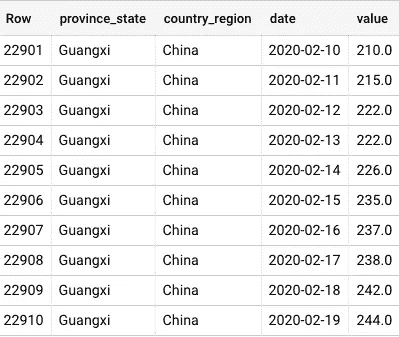 Row province_state country_region date value
22901 Guangxi China 2020-02-10 210.0
22902 Guangxi China 2020-02-11 215.0
22903 Guangxi China 2020-02-12 222.0
22904 Guangxi China 2020-02-13 222.0
22905 Guangxi China 2020-02-14 226.0
22906 Guangxi China 2020-02-15 235.0
22907 Guangxi China 2020-02-16 237.0
22908 Guangxi China 2020-02-17 238.0
22909 Guangxi China 2020-02-18 242.0
22910 Guangxi China 2020-02-19 244.0